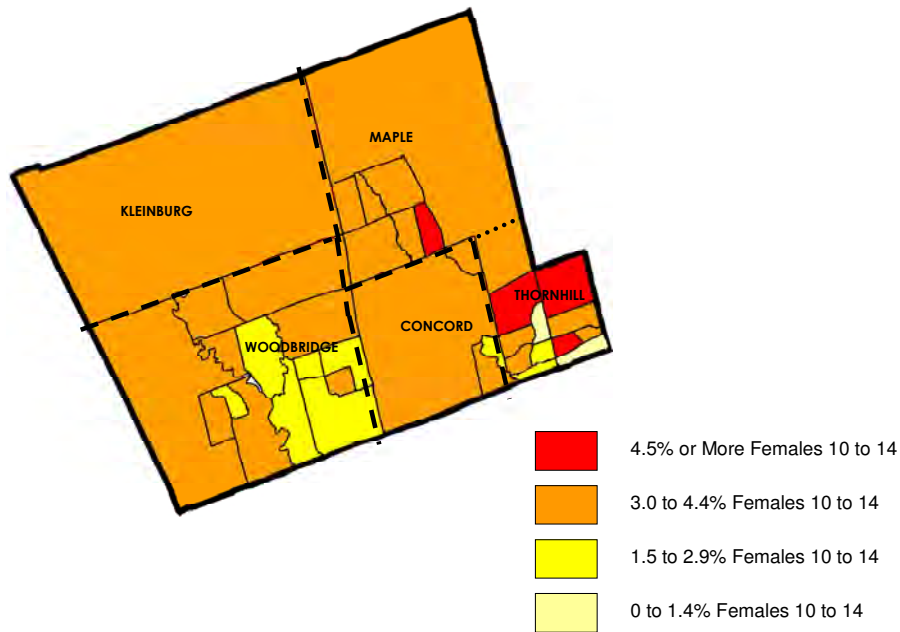 MAPLE
KLEINBURG
THORNHILL
CONCORD
WOODBRIDGE
4.5% or More Females 10 to 14
3.0 to 4.4% Females 10 to 14
1.5 to 2.9% Females 10 to 14
0 to 1.4% Females 10 to 14